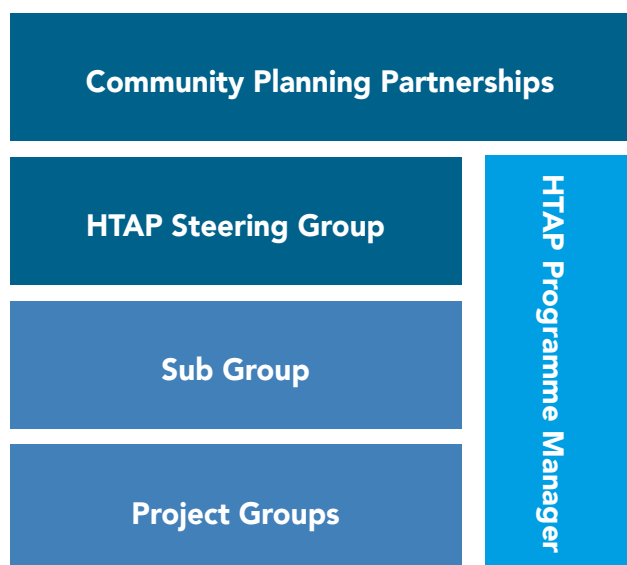 Community Planning Partnerships
HTAP Steering Group
HTAP Programme Manager
Sub Group
Project Groups